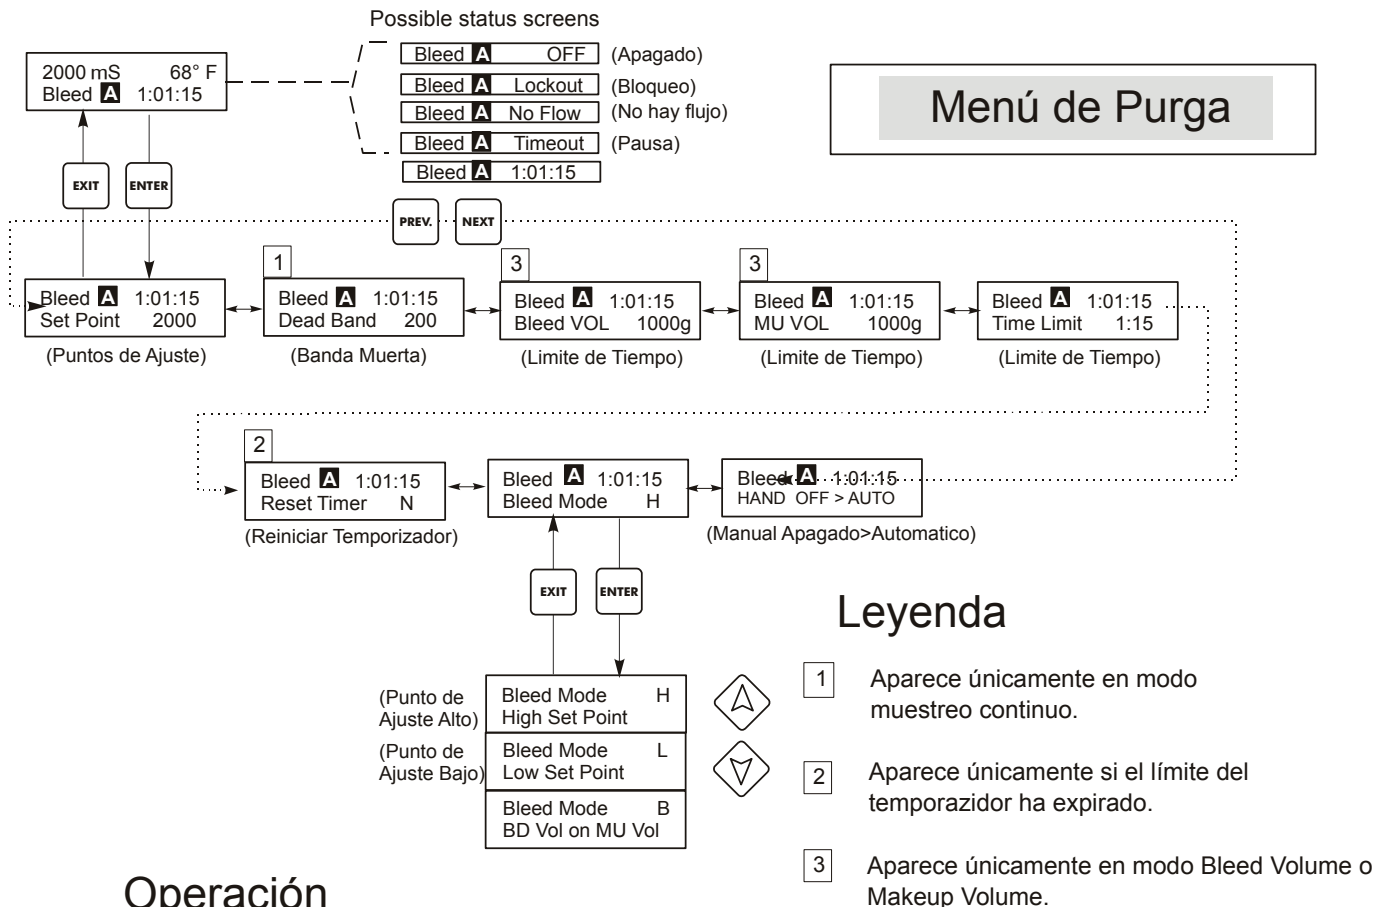 Possible status screens
2000 mS 68° F
Bleed A 1:01:15
Bleed A OFF (Apagado)
Bleed A Lockout (Bloqueo)
Bleed A No Flow (No hay flujo)
Bleed A Timeout (Pausa)
Bleed A 1:01:15
Menú de Purga
EXIT
ENTER
PREV.
NEXT
1
3
3
Bleed A 1:01:15
Set Point 2000
(Puntos de Ajuste)
Bleed A 1:01:15
Dead Band 200
(Banda Muerta)
Bleed A 1:01:15
Bleed VOL 1000g
(Limite de Tiempo)
Bleed A 1:01:15
MU VOL 1000g
(Limite de Tiempo)
Bleed A 1:01:15
Time Limit 1:15
(Limite de Tiempo)
2
Bleed A 1:01:15
Reset Timer N
(Reiniciar Temporizador)
Bleed A 1:01:15
Bleed Mode H
Bleed A 1:01:15
HAND OFF > AUTO
(Manual Apagado>Automatico)
EXIT
ENTER
(Punto de
Ajuste Alto)
Bleed Mode H
High Set Point
(Punto de
Ajuste Bajo)
Bleed Mode L
Low Set Point
Bleed Mode B
BD Vol on MU Vol
Leyenda
1 Aparece únicamente en modo
muestreo continuo.
2 Aparece únicamente si el límite del
temporazidor ha expirado.
3 Aparece únicamente en modo Bleed Volume o
Makeup Volume.
Operación